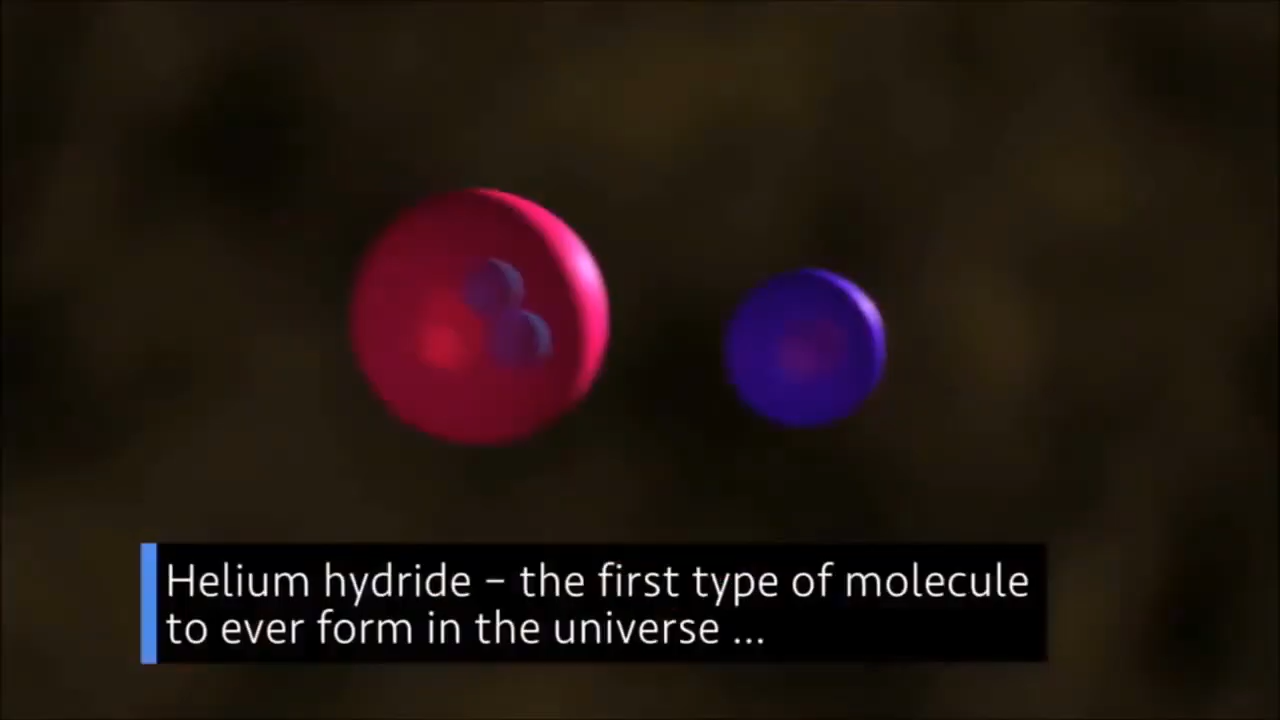 Helium hydride – the first type of molecule
to ever form in the universe ...